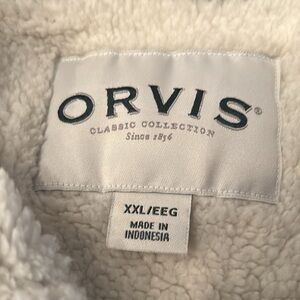 ORVIS®
CLASSIC COLLECTION
Since 1856
XXL/EEG
MADE IN
INDONESIA